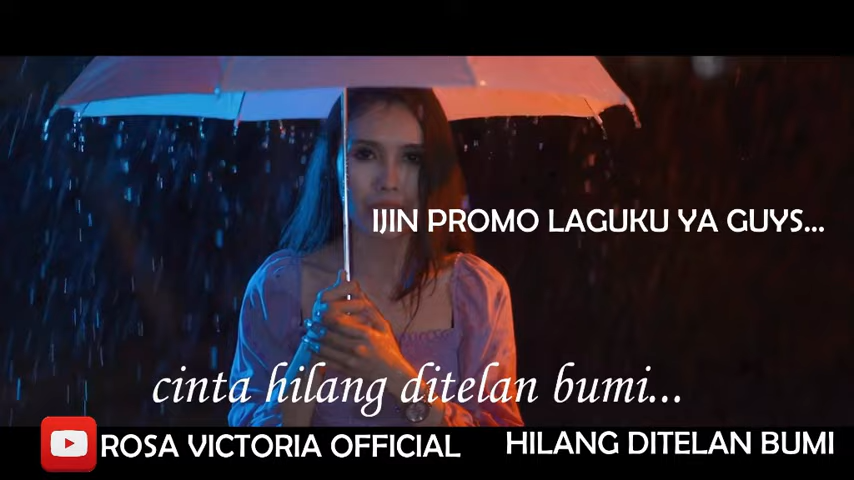 IJIN PROMO LAGUKU YA GUYS...
cinta hilang ditelan bumi...
ROSA VICTORIA OFFICIAL
HILANG DITELAN BUMI